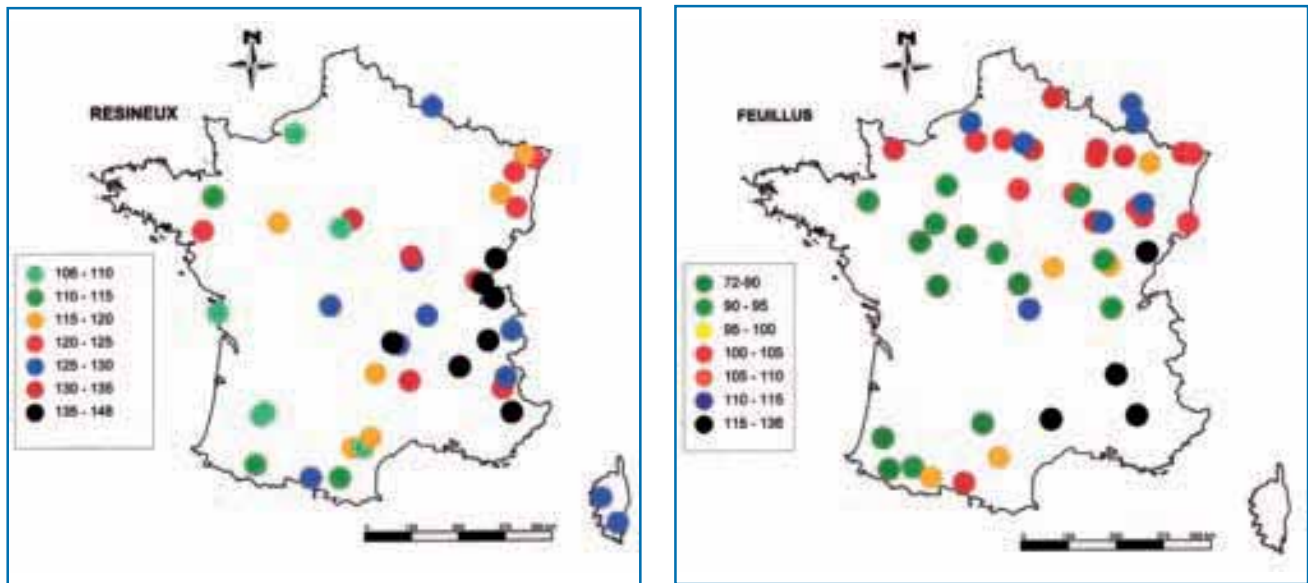 N
RESINEUX
106 - 110
110 - 115
115 - 120
120 - 125
125 - 130
130 - 135
135 - 148
N
FEUILLUS
72-90
90 - 95
95 - 100
100 - 105
105 - 110
110 - 115
115 - 136